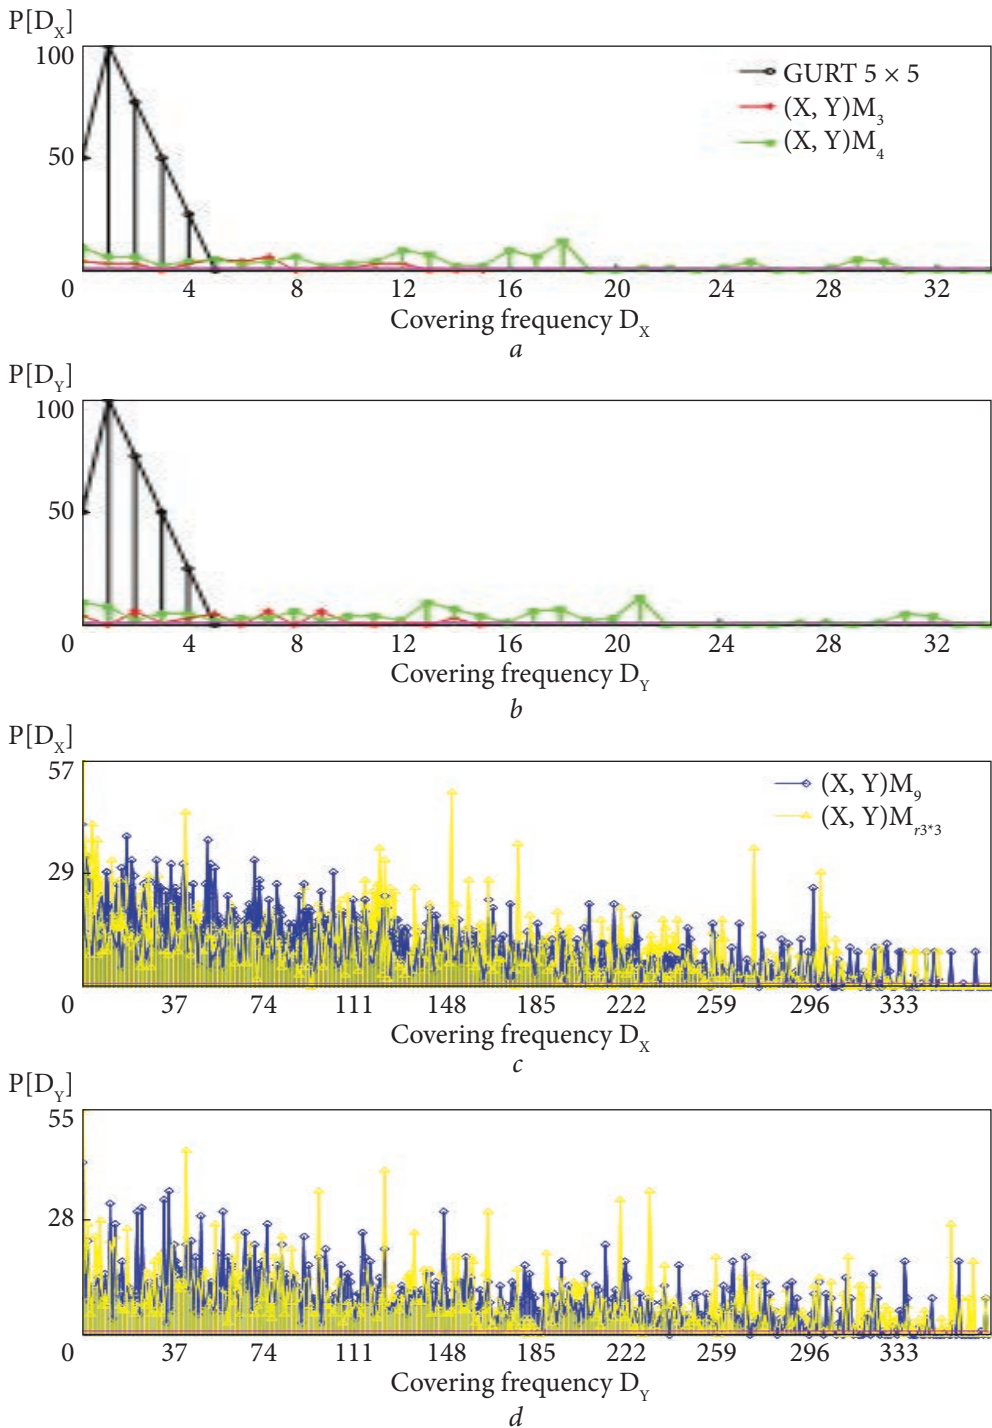 P[D_X]
100
50
0
GURT 5 × 5
(X, Y)M_3
(X, Y)M_4
4 8 12 16 20 24 28 32
Covering frequency D_X
a
P[D_Y]
100
50
0
4 8 12 16 20 24 28 32
Covering frequency D_Y
b
P[D_X]
57
29
0
(X, Y)M_9
(X, Y)M_r3*3
37 74 111 148 185 222 259 296 333
Covering frequency D_X
c
P[D_Y]
55
28
0
37 74 111 148 185 222 259 296 333
Covering frequency D_Y
d